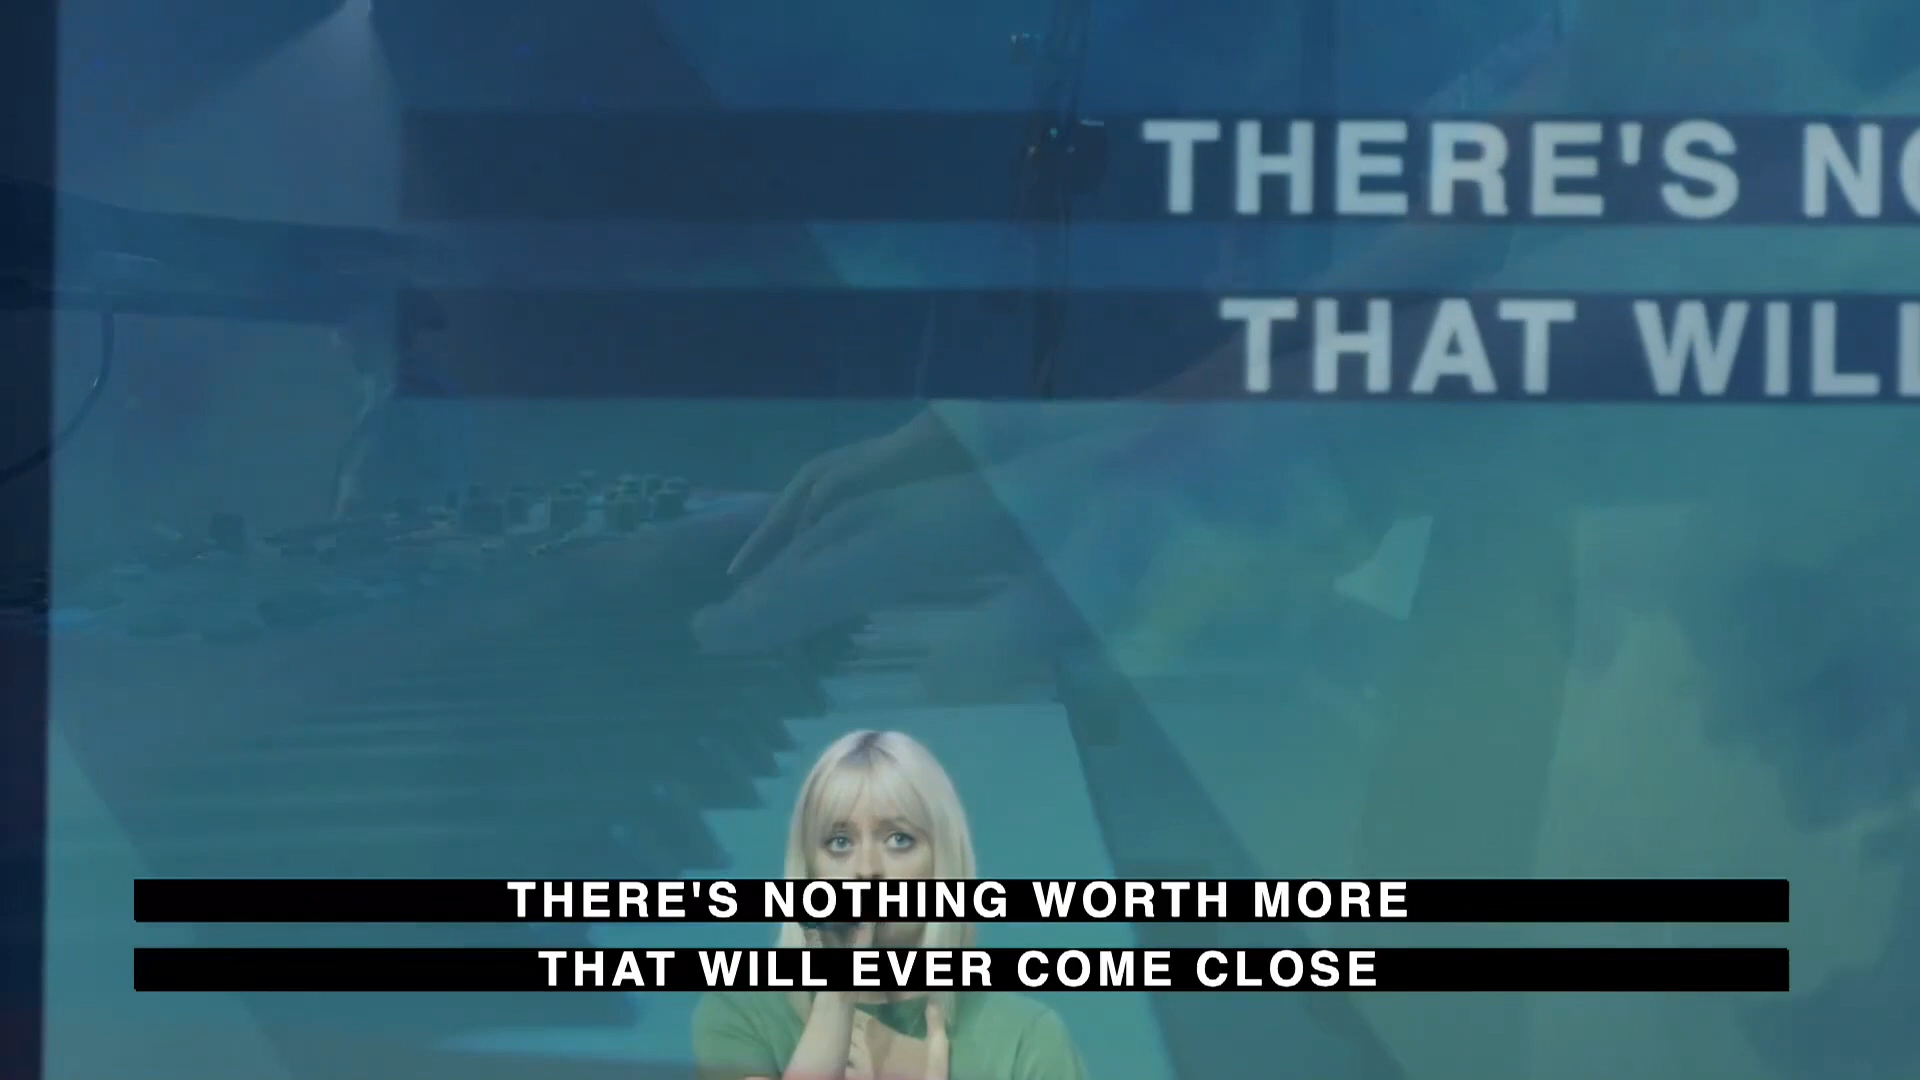 THERE'S NO
THAT WILL
THERE'S NOTHING WORTH MORE
THAT WILL EVER COME CLOSE